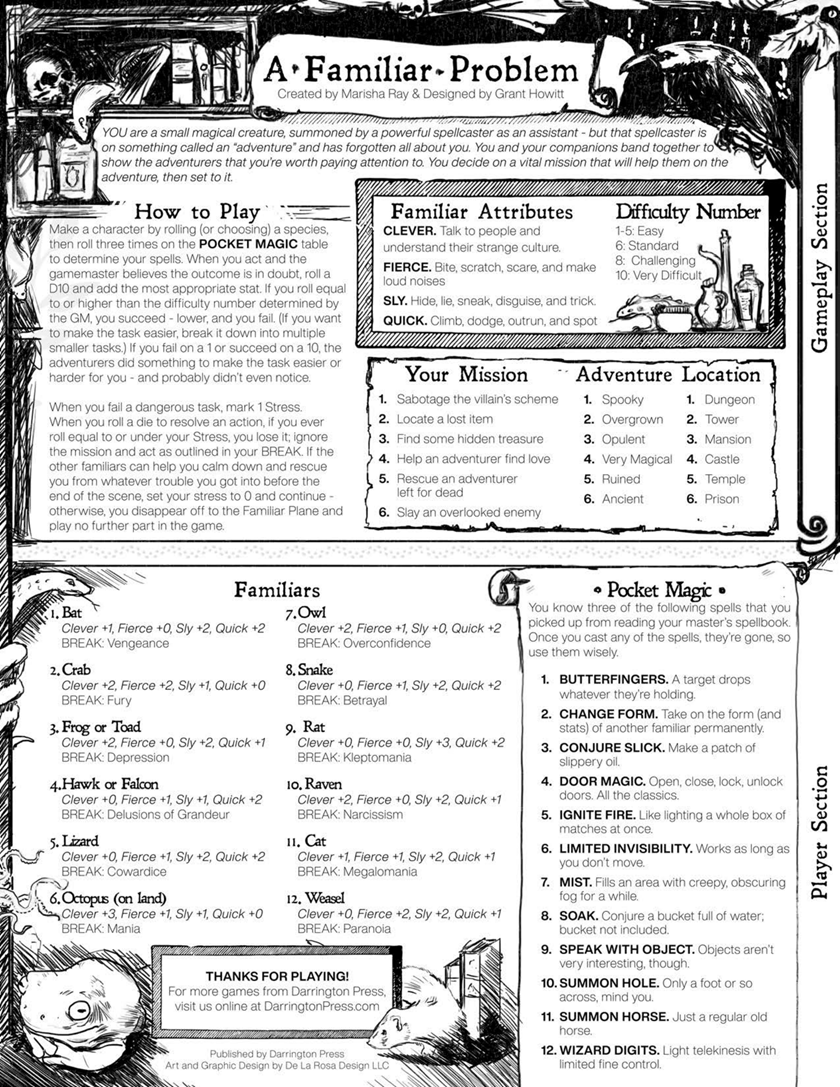 A • Familiar • Problem
Created by Marisha Ray & Designed by Grant Howitt
YOU are a small magical creature, summoned by a powerful spellcaster as an assistant - but that spellcaster is
on something called an “adventure” and has forgotten all about you. You and your companions band together to
show the adventurers that you're worth paying attention to. You decide on a vital mission that will help them on the
adventure, then set to it.
How to Play
Make a character by rolling (or choosing) a species,
then roll three times on the POCKET MAGIC table
to determine your spells. When you act and the
gamemaster believes the outcome is in doubt, roll a
D10 and add the most appropriate stat. If you roll equal
to or higher than the difficulty number determined by
the GM, you succeed - lower, and you fail. (If you want
to make the task easier, break it down into multiple
smaller tasks.) If you fail on a 1 or succeed on a 10, the
adventurers did something to make the task easier or
harder for you - and probably didn't even notice.
When you fail a dangerous task, mark 1 Stress.
When you roll a die to resolve an action, if you ever
roll equal to or under your Stress, you lose it; ignore
the mission and act as outlined in your BREAK. If the
other familiars can help you calm down and rescue
you from whatever trouble you got into before the
end of the scene, set your stress to 0 and continue -
otherwise, you disappear off to the Familiar Plane and
play no further part in the game.
Familiar Attributes
CLEVER. Talk to people and
understand their strange culture.
FIERCE. Bite, scratch, scare, and make
loud noises
SLY. Hide, lie, sneak, disguise, and trick.
QUICK. Climb, dodge, outrun, and spot
Difficulty Number
1-5: Easy
6: Standard
8: Challenging
10: Very Difficult
Your Mission
1. Sabotage the villain's scheme
2. Locate a lost item
3. Find some hidden treasure
4. Help an adventurer find love
5. Rescue an adventurer
left for dead
6. Slay an overlooked enemy
Adventure Location
1. Spooky
2. Overgrown
3. Opulent
4. Very Magical
5. Ruined
6. Ancient
1. Dungeon
2. Tower
3. Mansion
4. Castle
5. Temple
6. Prison
Gameplay Section
Familiars
1. Bat
Clever +1, Fierce +0, Sly +2, Quick +2
BREAK: Vengeance
2. Crab
Clever +2, Fierce +2, Sly +1, Quick +0
BREAK: Fury
3. Frog or Toad
Clever +2, Fierce +0, Sly +2, Quick +1
BREAK: Depression
4. Hawk or Falcon
Clever +0, Fierce +1, Sly +1, Quick +2
BREAK: Delusions of Grandeur
5. Lizard
Clever +0, Fierce +1, Sly +2, Quick +2
BREAK: Cowardice
6. Octopus (on land)
Clever +3, Fierce +1, Sly +1, Quick +0
BREAK: Mania
7. Owl
Clever +2, Fierce +1, Sly +0, Quick +2
BREAK: Overconfidence
8. Snake
Clever +0, Fierce +1, Sly +2, Quick +2
BREAK: Betrayal
9. Rat
Clever +0, Fierce +0, Sly +3, Quick +2
BREAK: Kleptomania
10. Raven
Clever +2, Fierce +0, Sly +2, Quick +1
BREAK: Narcissism
11. Cat
Clever +1, Fierce +1, Sly +2, Quick +1
BREAK: Megalomania
12. Weasel
Clever +0, Fierce +2, Sly +2, Quick +1
BREAK: Paranoia
• Pocket Magic •
You know three of the following spells that you
picked up from reading your master's spellbook.
Once you cast any of the spells, they're gone, so
use them wisely.
1. BUTTERFINGERS. A target drops
whatever they're holding.
2. CHANGE FORM. Take on the form (and
stats) of another familiar permanently.
3. CONJURE SLICK. Make a patch of
slippery oil.
4. DOOR MAGIC. Open, close, lock, unlock
doors. All the classics.
5. IGNITE FIRE. Like lighting a whole box of
matches at once.
6. LIMITED INVISIBILITY. Works as long as
you don't move.
7. MIST. Fills an area with creepy, obscuring
fog for a while.
8. SOAK. Conjure a bucket full of water;
bucket not included.
9. SPEAK WITH OBJECT. Objects aren't
very interesting, though.
10. SUMMON HOLE. Only a foot or so
across, mind you.
11. SUMMON HORSE. Just a regular old
horse.
12. WIZARD DIGITS. Light telekinesis with
limited fine control.
Player Section
THANKS FOR PLAYING!
For more games from Darrington Press,
visit us online at DarringtonPress.com
Published by Darrington Press
Art and Graphic Design by De La Rosa Design LLC